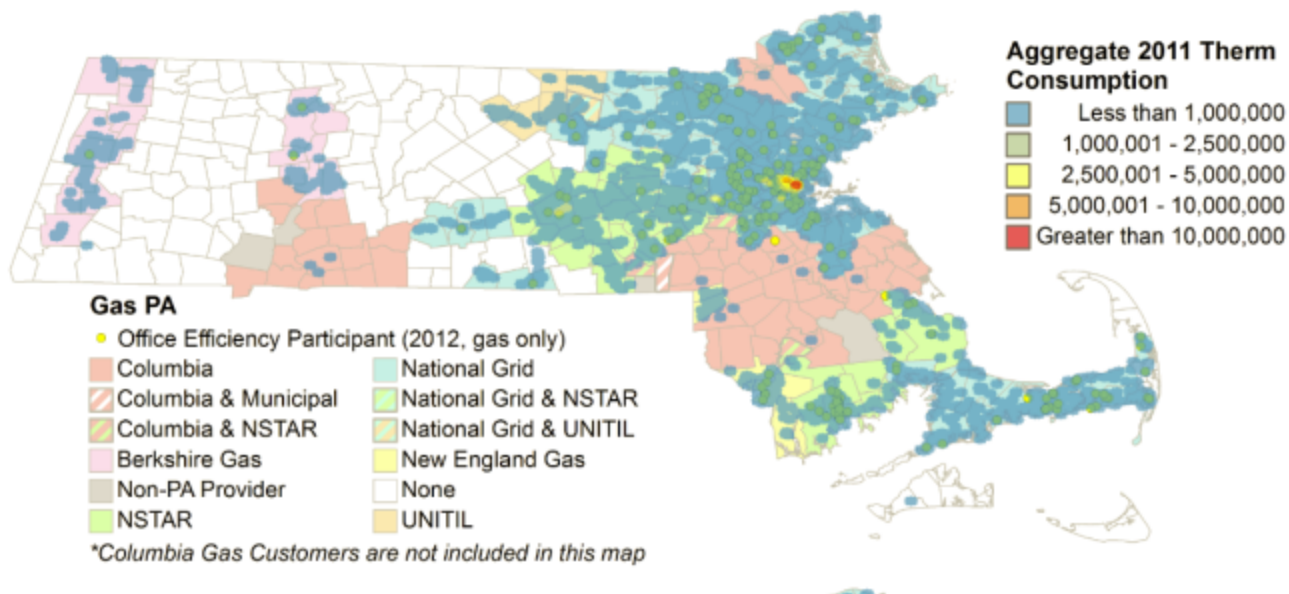 Aggregate 2011 Therm
Consumption
Less than 1,000,000
1,000,001 - 2,500,000
2,500,001 - 5,000,000
5,000,001 - 10,000,000
Greater than 10,000,000
Gas PA
Office Efficiency Participant (2012, gas only)
Columbia
Columbia & Municipal
Columbia & NSTAR
Berkshire Gas
Non-PA Provider
NSTAR
National Grid
National Grid & NSTAR
National Grid & UNITIL
New England Gas
None
UNITIL
*Columbia Gas Customers are not included in this map